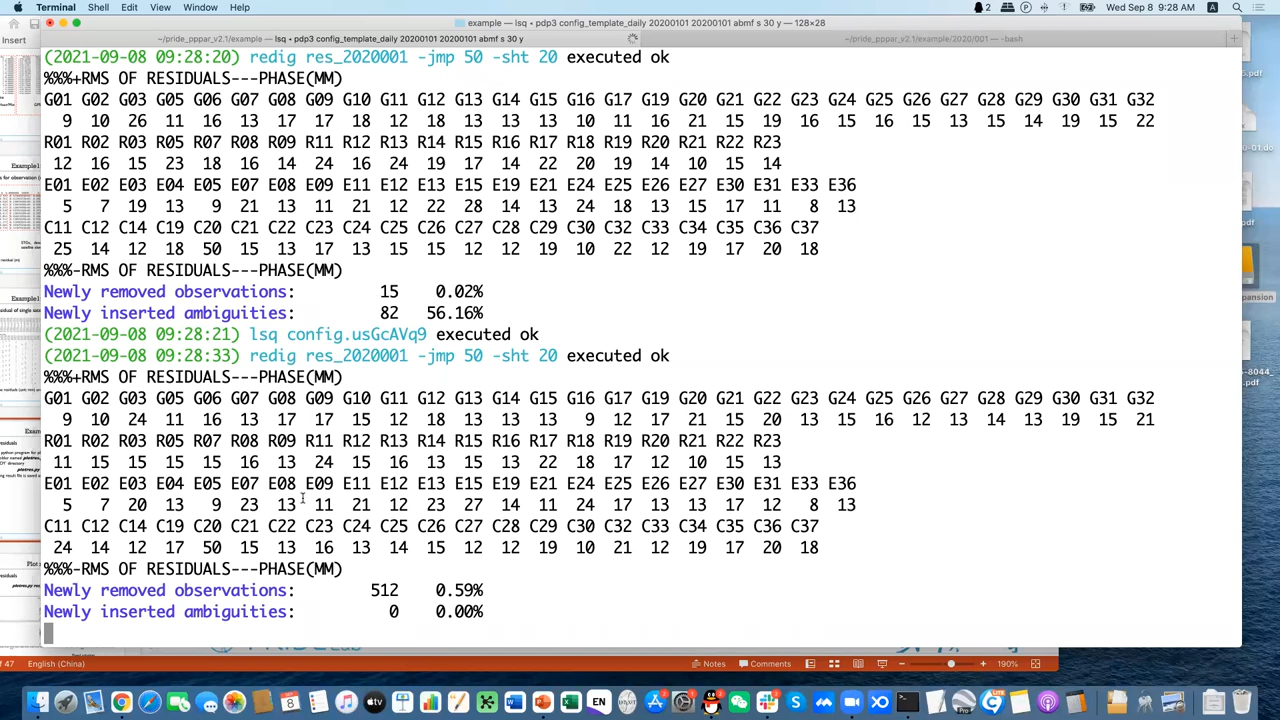 Terminal Shell Edit View Window Help
2 Wed Sep 8 9:28 AM A
example — lsq • pdp3 config_template_daily 20200101 20200101 abmf s 30 y — 128×28
~/pride_pppar_v2.1/example — lsq • pdp3 config_template_daily 20200101 20200101 abmf s 30 y
~/pride_pppar_v2.1/example/2020/001 — -bash
Insert
(2021-09-08 09:28:20) redig res_2020001 -jmp 50 -sht 20 executed ok
%%%+RMS OF RESIDUALS---PHASE(MM)
G01 G02 G03 G05 G06 G07 G08 G09 G10 G11 G12 G13 G14 G15 G16 G17 G19 G20 G21 G22 G23 G24 G25 G26 G27 G28 G29 G30 G31 G32
9 10 26 11 16 13 17 17 18 12 18 13 13 13 10 11 16 21 15 19 16 15 16 15 13 15 14 19 15 22
R01 R02 R03 R05 R07 R08 R09 R11 R12 R13 R14 R15 R16 R17 R18 R19 R20 R21 R22 R23
12 16 15 23 18 16 14 24 16 24 19 17 14 22 20 19 14 10 15 14
E01 E02 E03 E04 E05 E07 E08 E09 E11 E12 E13 E15 E19 E21 E24 E25 E26 E27 E30 E31 E33 E36
5 7 19 13 9 21 13 11 21 12 22 28 14 13 24 18 13 15 17 11 8 13
C11 C12 C14 C19 C20 C21 C22 C23 C24 C25 C26 C27 C28 C29 C30 C32 C33 C34 C35 C36 C37
25 14 12 18 50 15 13 17 13 15 15 12 12 19 10 22 12 19 17 20 18
%%%-RMS OF RESIDUALS---PHASE(MM)
Newly removed observations: 15 0.02%
Newly inserted ambiguities: 82 56.16%
(2021-09-08 09:28:21) lsq config.usGcAVq9 executed ok
(2021-09-08 09:28:33) redig res_2020001 -jmp 50 -sht 20 executed ok
%%%+RMS OF RESIDUALS---PHASE(MM)
G01 G02 G03 G05 G06 G07 G08 G09 G10 G11 G12 G13 G14 G15 G16 G17 G19 G20 G21 G22 G23 G24 G25 G26 G27 G28 G29 G30 G31 G32
9 10 24 11 16 13 17 17 15 12 18 13 13 13 9 12 17 21 15 20 13 15 16 12 13 14 13 19 15 21
R01 R02 R03 R05 R07 R08 R09 R11 R12 R13 R14 R15 R16 R17 R18 R19 R20 R21 R22 R23
11 15 15 15 15 16 13 24 15 16 13 15 13 22 18 17 12 10 15 13
E01 E02 E03 E04 E05 E07 E08 E09 E11 E12 E13 E15 E19 E21 E24 E25 E26 E27 E30 E31 E33 E36
5 7 20 13 9 23 13 11 21 12 23 27 14 11 24 17 13 13 17 12 8 13
C11 C12 C14 C19 C20 C21 C22 C23 C24 C25 C26 C27 C28 C29 C30 C32 C33 C34 C35 C36 C37
24 14 12 17 50 15 13 16 13 14 15 12 12 19 10 21 12 19 17 20 18
%%%-RMS OF RESIDUALS---PHASE(MM)
Newly removed observations: 512 0.59%
Newly inserted ambiguities: 0 0.00%
of 47 English (China) Notes Comments 190%